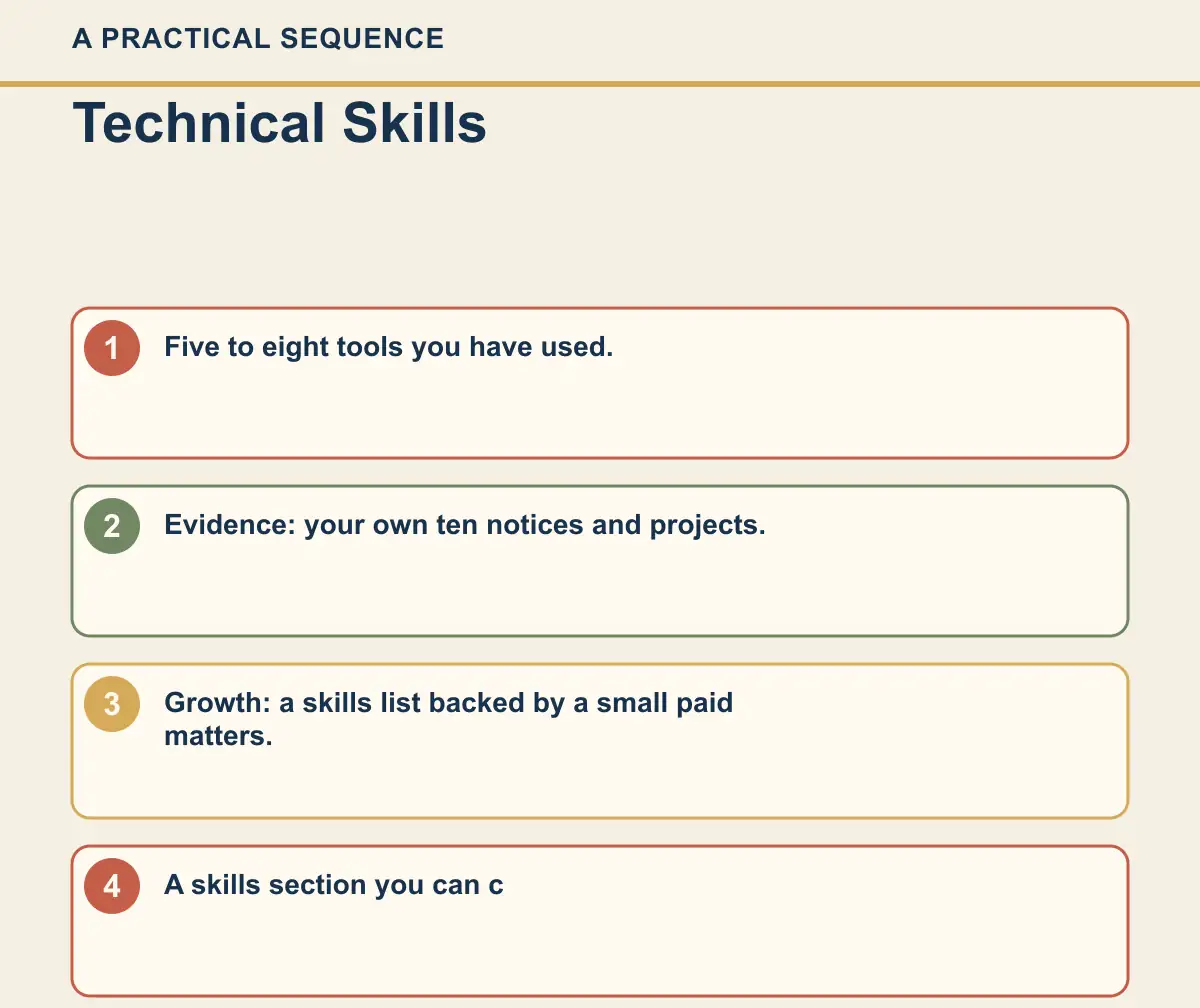 A PRACTICAL SEQUENCE
Technical Skills
1
Five to eight tools you have used.
2
Evidence: your own ten notices and projects.
3
Growth: a skills list backed by a small paid
matters.
4
A skills section you can c